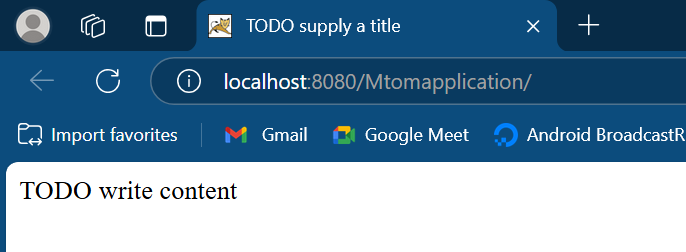 TODO supply a title
localhost:8080/Mtomapplication/
Import favorites Gmail Google Meet Android BroadcastR
TODO write content